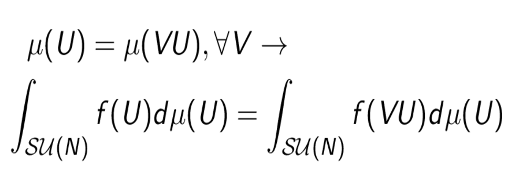 μ(U) = μ(VU), ∀V →
∫_{SU(N)} f(U)dμ(U) = ∫_{SU(N)} f(VU)dμ(U)